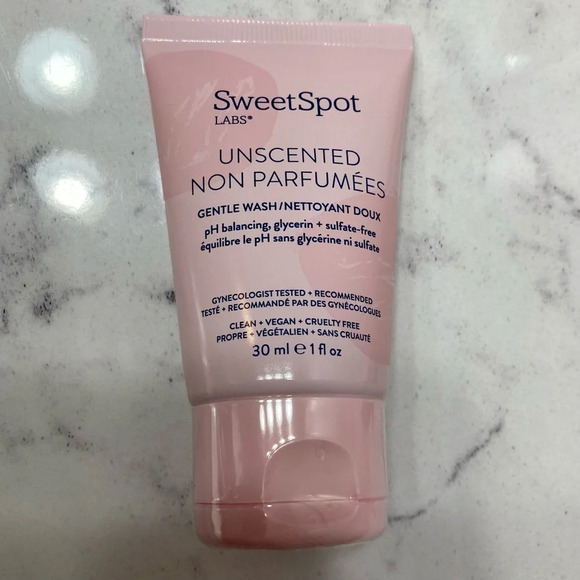 SweetSpot
LABS®
UNSCENTED
NON PARFUMÉES
GENTLE WASH/NETTOYANT DOUX
pH balancing, glycerin + sulfate-free
équilibre le pH sans glycérine ni sulfate
GYNECOLOGIST TESTED + RECOMMENDED
TESTÉ + RECOMMANDÉ PAR DES GYNÉCOLOGUES
CLEAN + VEGAN + CRUELTY FREE
PROPRE + VÉGÉTALIEN + SANS CRUAUTÉ
30 ml ℮ 1 fl oz